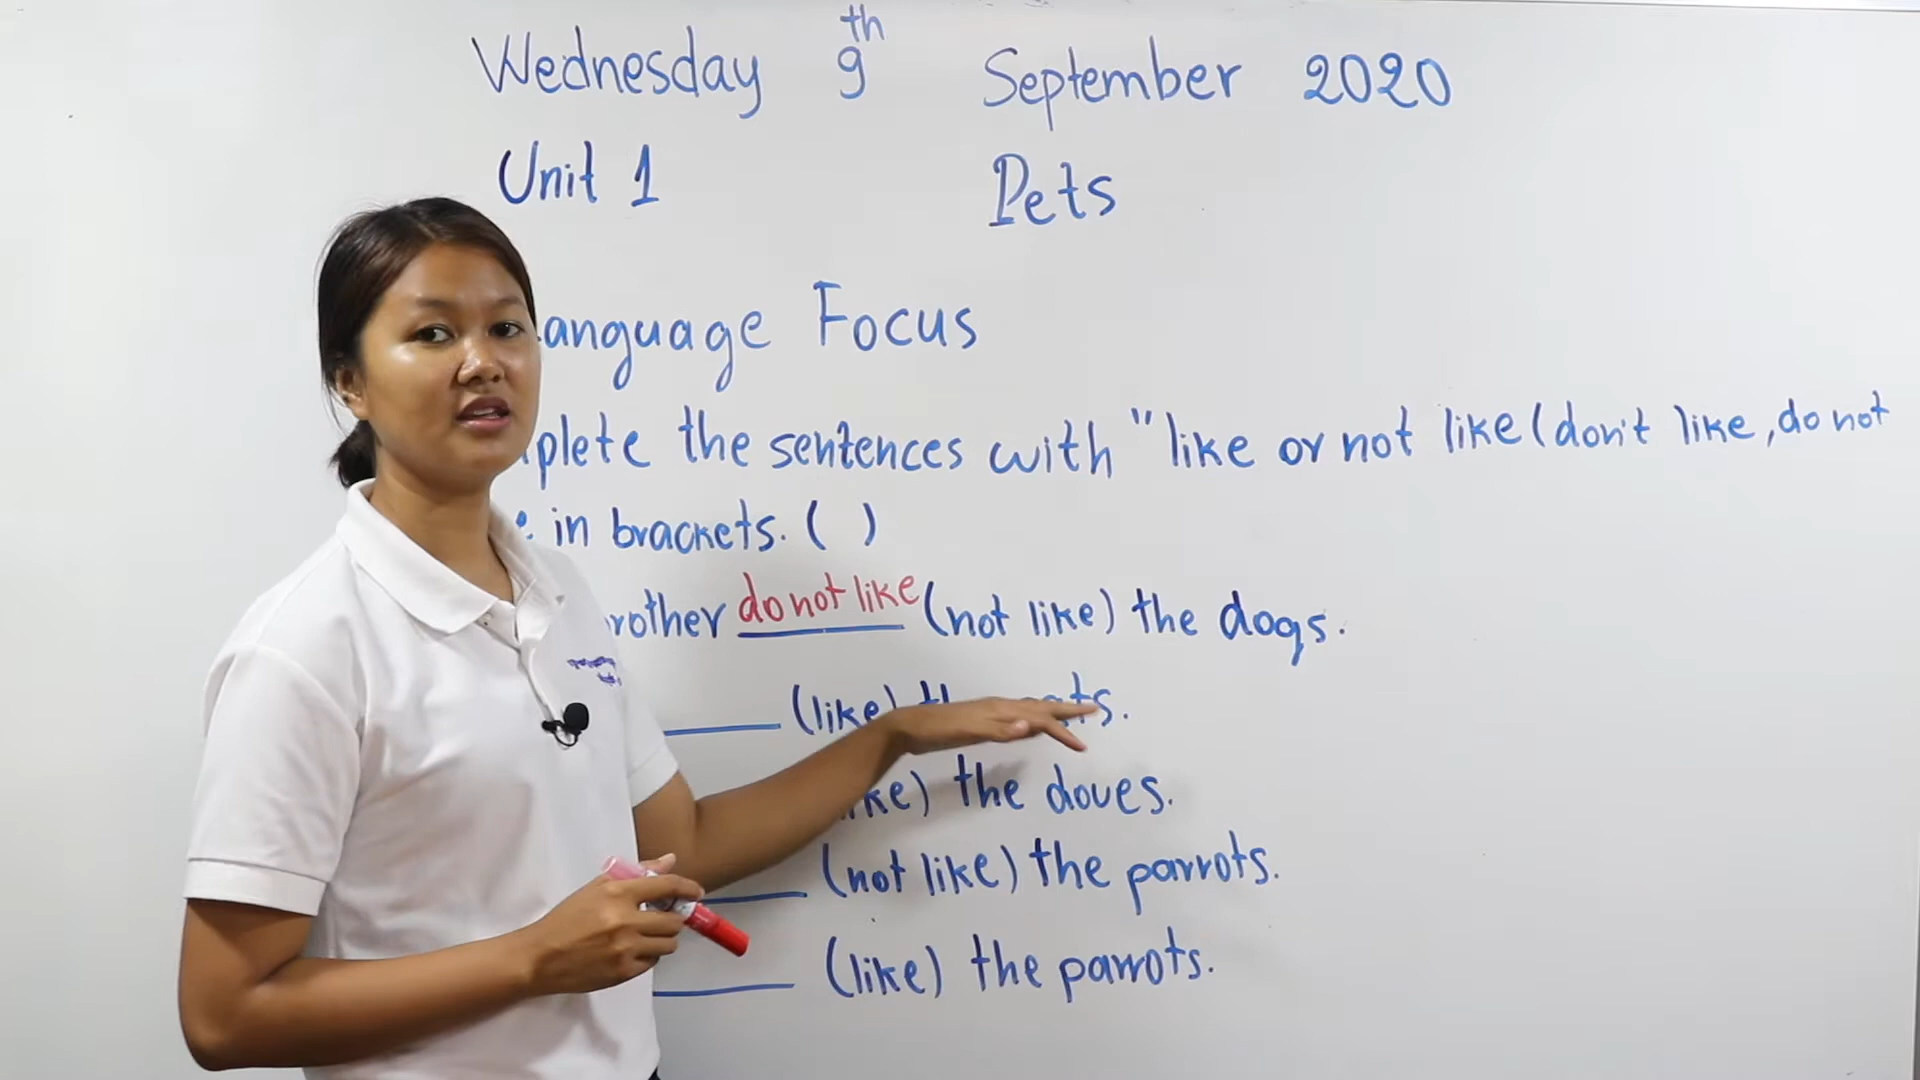 Wednesday 9th September 2020
Unit 1 Pets
anguage Focus
plete the sentences with "like or not like (don't like, do not
in brackets. ( )
rother do not like (not like) the dogs.
(like)
the doves.
(not like) the parrots.
(like) the parrots.